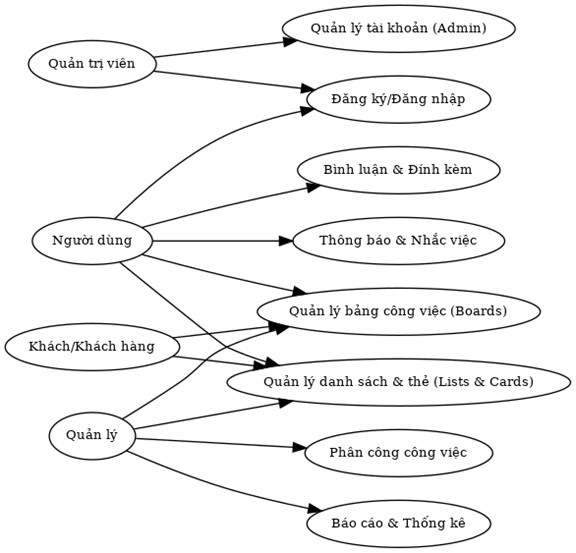 Quản lý tài khoản (Admin)
Quản trị viên
Đăng ký/Đăng nhập
Bình luận & Đính kèm
Người dùng
Thông báo & Nhắc việc
Quản lý bảng công việc (Boards)
Khách/Khách hàng
Quản lý danh sách & thẻ (Lists & Cards)
Quản lý
Phân công công việc
Báo cáo & Thống kê